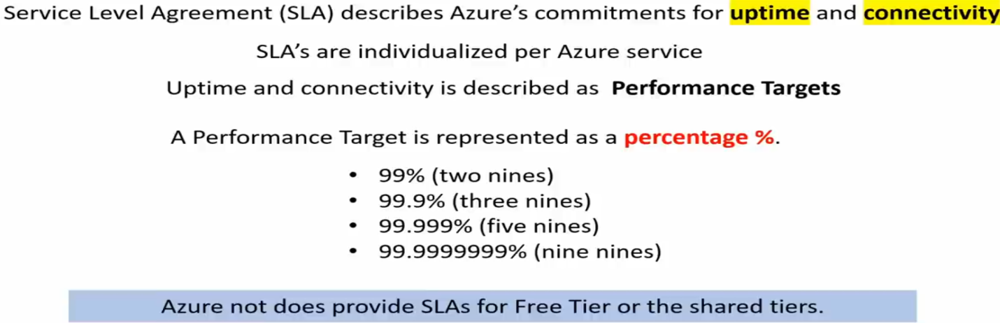 Service Level Agreement (SLA) describes Azure’s commitments for uptime and connectivity
SLA’s are individualized per Azure service
Uptime and connectivity is described as Performance Targets
A Performance Target is represented as a percentage %.
• 99% (two nines)
• 99.9% (three nines)
• 99.999% (five nines)
• 99.9999999% (nine nines)
Azure not does provide SLAs for Free Tier or the shared tiers.